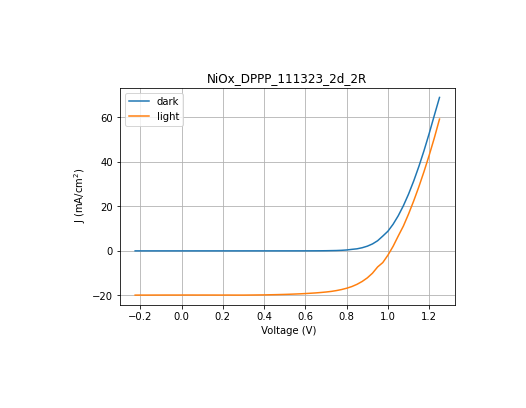 NiOx_DPPP_111323_2d_2R
dark
light
J (mA/cm²)
60
40
20
0
−20
−0.2 0.0 0.2 0.4 0.6 0.8 1.0 1.2
Voltage (V)